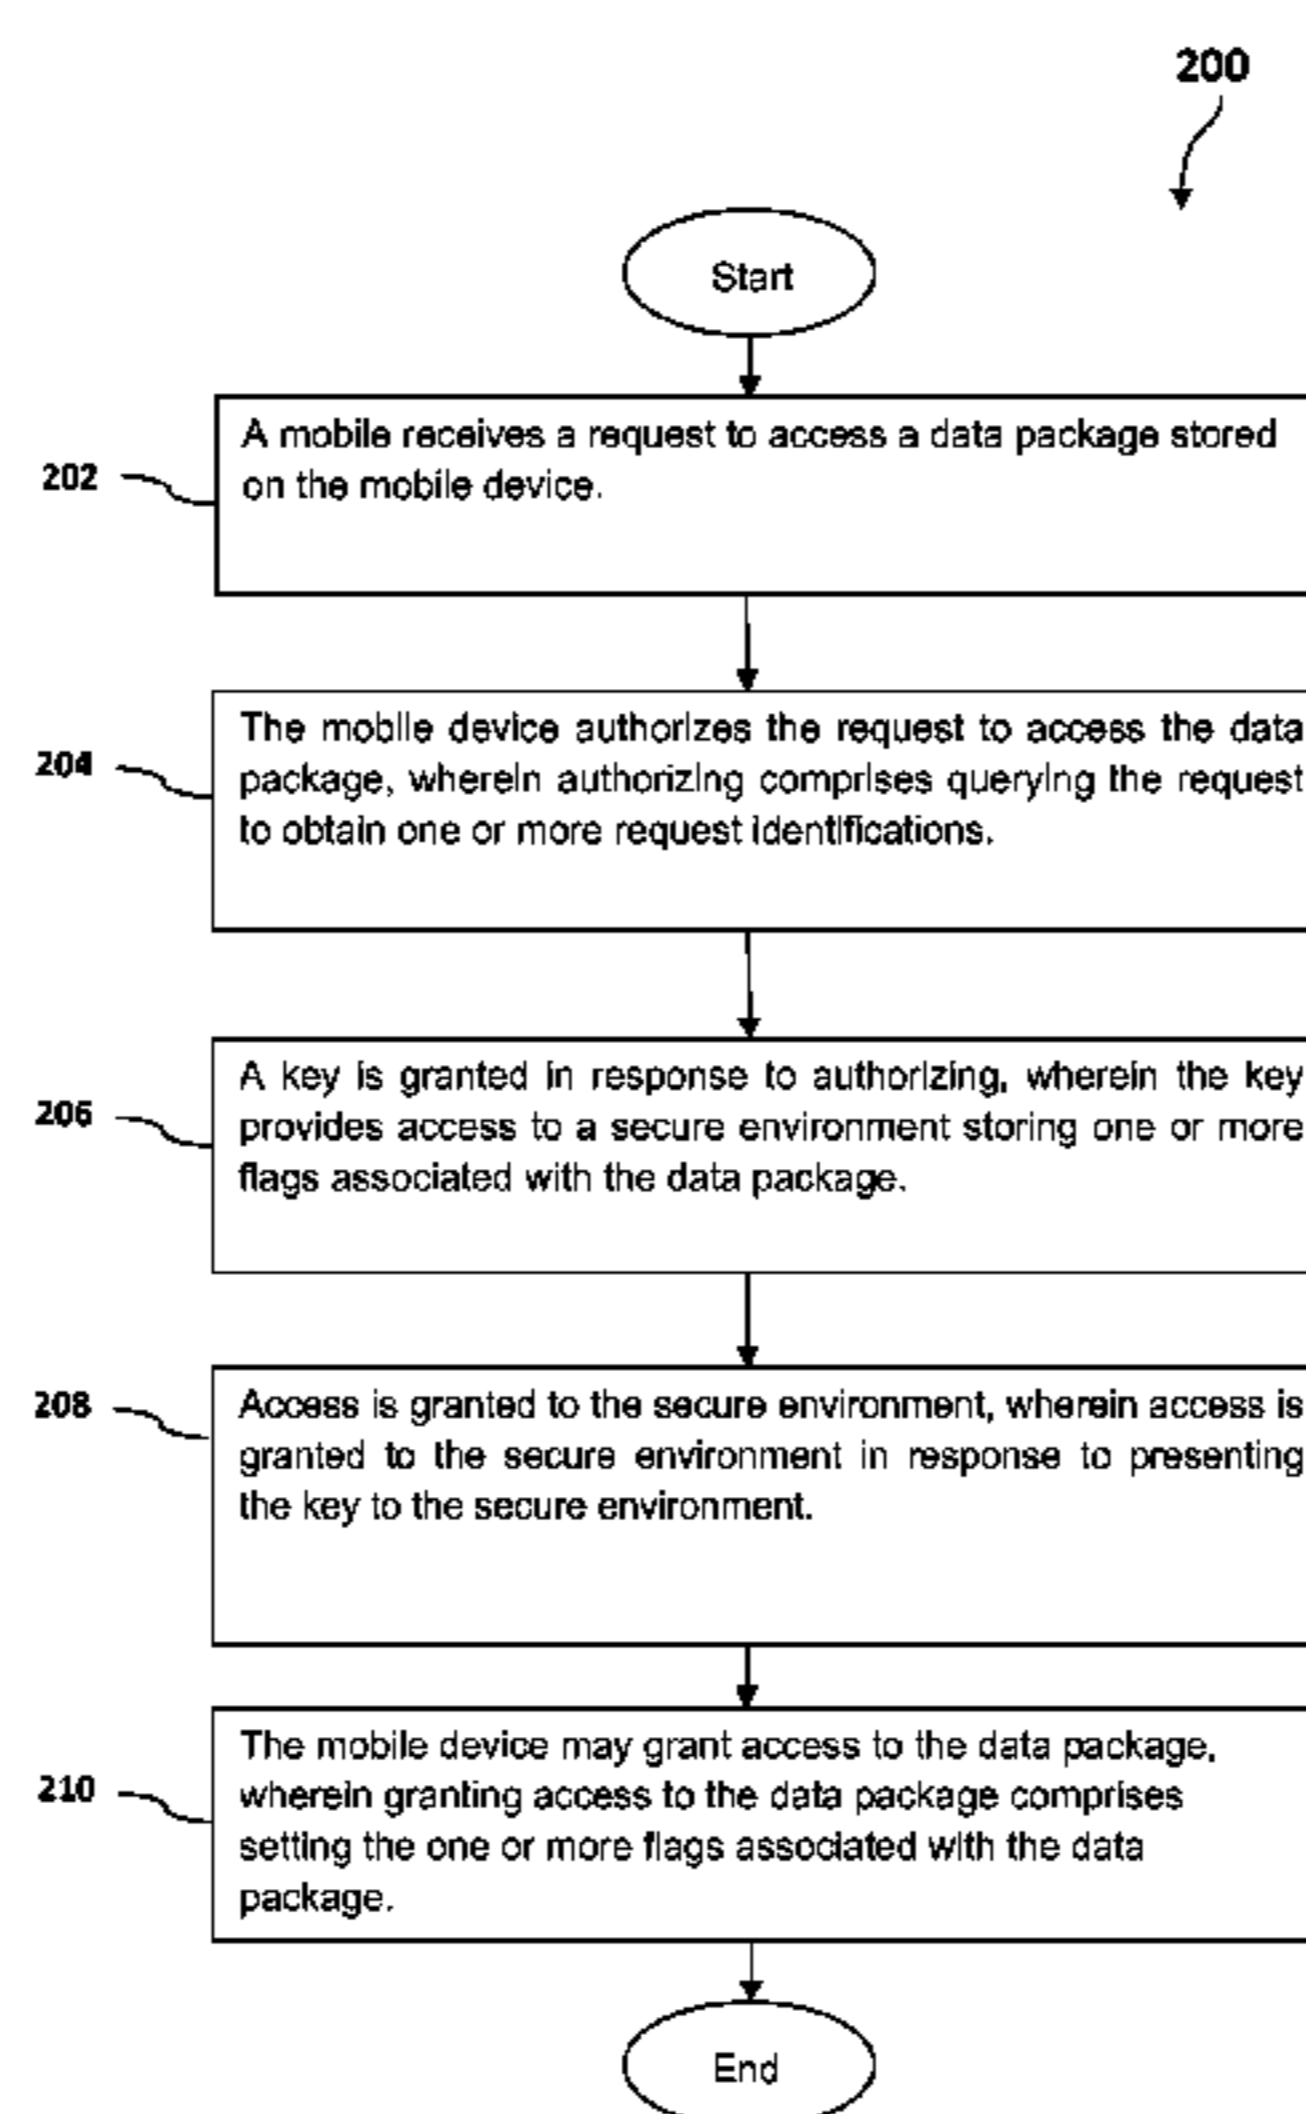 200
Start
202
A mobile receives a request to access a data package stored
on the mobile device.
204
The mobile device authorizes the request to access the data
package, wherein authorizing comprises querying the request
to obtain one or more request identifications.
206
A key is granted in response to authorizing, wherein the key
provides access to a secure environment storing one or more
flags associated with the data package.
208
Access is granted to the secure environment, wherein access is
granted to the secure environment in response to presenting
the key to the secure environment.
210
The mobile device may grant access to the data package,
wherein granting access to the data package comprises
setting the one or more flags associated with the data
package.
End